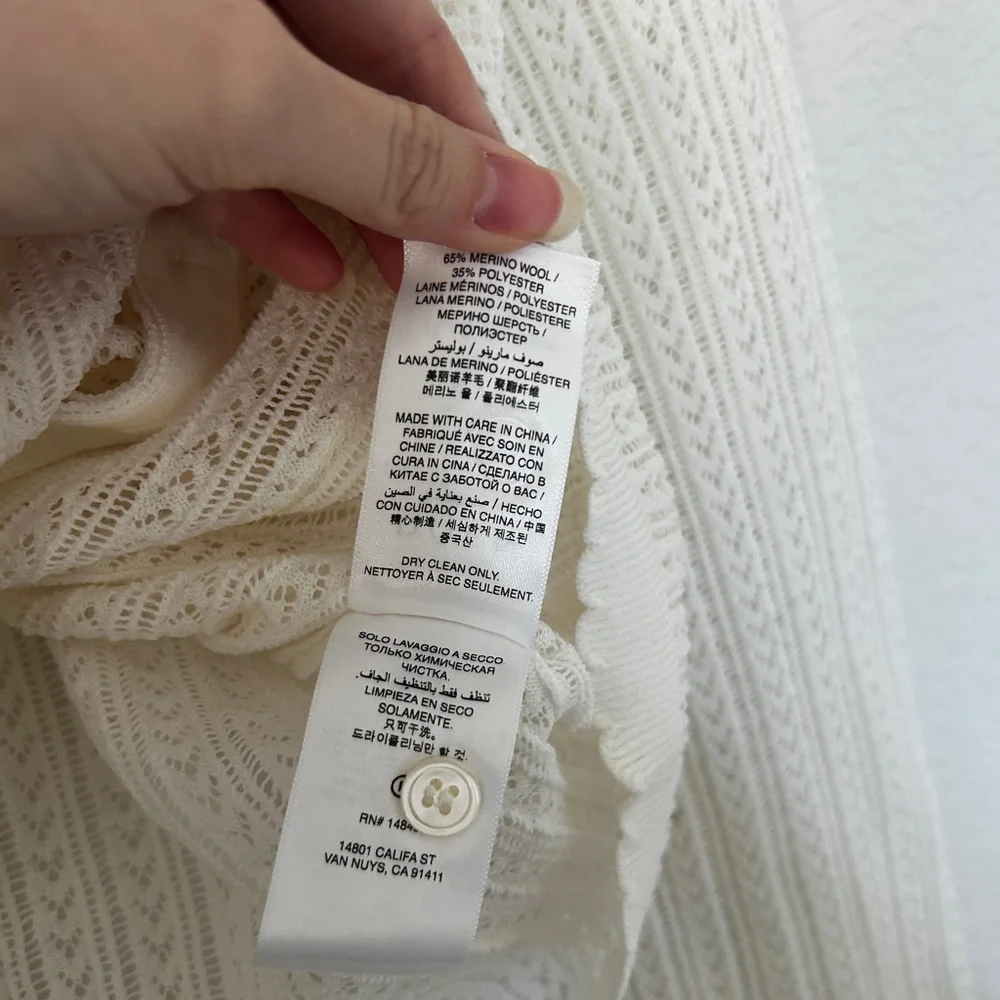 65% MERINO WOOL /
35% POLYESTER
LAINE MÉRINOS / POLYESTER
LANA MERINO / POLIESTERE
МЕРИНО ШЕРСТЬ /
ПОЛИЭСТЕР
صوف مارينو / بوليستر
LANA DE MERINO / POLIÉSTER
美丽诺羊毛 / 聚酯纤维
메리노 울 / 폴리에스터
MADE WITH CARE IN CHINA /
FABRIQUÉ AVEC SOIN EN
CHINE / REALIZZATO CON
CURA IN CINA / СДЕЛАНО В
КИТАЕ С ЗАБОТОЙ О ВАС /
صنع بعناية في الصين / HECHO
CON CUIDADO EN CHINA / 中国
精心制造 / 세심하게 제조된
중국산
DRY CLEAN ONLY.
NETTOYER À SEC SEULEMENT.
SOLO LAVAGGIO A SECCO.
ТОЛЬКО ХИМИЧЕСКАЯ
ЧИСТКА.
تنظف فقط بالتنظيف الجاف.
LIMPIEZA EN SECO
SOLAMENTE.
只可干洗。
드라이클리닝만 할 것.
RN#
14801 CALIFA ST
VAN NUYS, CA 91411